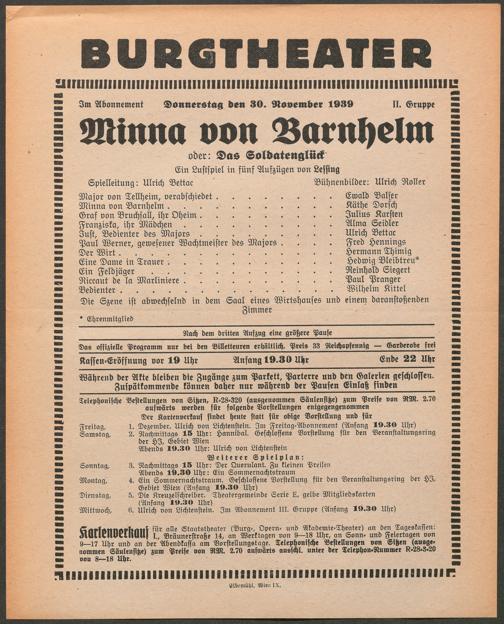 BURGTHEATER
Im Abonnement Donnerstag den 30. November 1939 II. Gruppe
Minna von Barnhelm
oder: Das Soldatenglück
Ein Lustspiel in fünf Aufzügen von Lessing
Spielleitung: Ulrich Bettac Bühnenbilder: Ulrich Roller
Major von Tellheim, verabschiedet . . . . . . . Ewald Balser
Minna von Barnhelm . . . . . . . . . Käthe Dorsch
Graf von Bruchsall, ihr Oheim . . . . . . . . Julius Karsten
Franziska, ihr Mädchen . . . . . . . . . Alma Seidler
Just, Bedienter des Majors . . . . . . . . Ulrich Bettac
Paul Werner, gewesener Wachtmeister des Majors . . . . . Fred Hennings
Der Wirt . . . . . . . . . . . Hermann Thimig
Eine Dame in Trauer . . . . . . . . . Hedwig Bleibtreu*
Ein Feldjäger . . . . . . . . . . Reinhold Siegert
Riccaut de la Marliniere . . . . . . . . . Paul Pranger
Bedienter . . . . . . . . . . . Wilhelm Kittel
Die Szene ist abwechselnd in dem Saal eines Wirtshauses und einem daranstoßenden
Zimmer
* Ehrenmitglied
Nach dem dritten Aufzug eine größere Pause
Das offizielle Programm nur bei den Billetteuren erhältlich. Preis 33 Reichspfennig — Garderobe frei
Kassen-Eröffnung vor 19 Uhr Anfang 19.30 Uhr Ende 22 Uhr
Während der Akte bleiben die Zugänge zum Parkett, Parterre und den Galerien geschlossen.
Zuspätkommende können daher nur während der Pausen Einlaß finden
Telephonische Bestellungen von Sitzen, R-28-320 (ausgenommen Säulensitze) zum Preise von RM. 2.70
aufwärts werden für folgende Vorstellungen entgegengenommen
Der Kartenverkauf findet heute statt für obige Vorstellung und für
Freitag, 1. Dezember. Ulrich von Lichtenstein. Im Freitag-Abonnement (Anfang 19.30 Uhr)
Samstag, 2. Nachmittags 15 Uhr: Hannibal. Geschlossene Vorstellung für den Veranstaltungsring
der HJ, Gebiet Wien
Abends 19.30 Uhr: Ulrich von Lichtenstein
Weiterer Spielplan:
Sonntag, 3. Nachmittags 15 Uhr: Der Querulant. Zu kleinen Preisen
Abends 19.30 Uhr: Ein Sommernachtstraum
Montag, 4. Ein Sommernachtstraum. Geschlossene Vorstellung für den Veranstaltungsring der HJ,
Gebiet Wien (Anfang 19.30 Uhr)
Dienstag, 5. Die Kreuzelschreiber. Theatergemeinde Serie E, gelbe Mitgliedskarten
(Anfang 19.30 Uhr)
Mittwoch, 6. Ulrich von Lichtenstein. Im Abonnement III. Gruppe (Anfang 19.30 Uhr)
Kartenverkauf für alle Staatstheater (Burg-, Opern- und Akademie-Theater) an den Tageskassen:
I., Bräunerstraße 14, an Werktagen von 9—18 Uhr, an Sonn- und Feiertagen von
9—17 Uhr und an der Abendkassa am Vorstellungstage. Telephonische Bestellungen von Sitzen (ausge-
nommen Säulensitze) zum Preise von RM. 2.70 aufwärts auschl. unter der Telephon-Nummer R-28-3-20
von 8—18 Uhr.
Elbemühl, Wien IX.